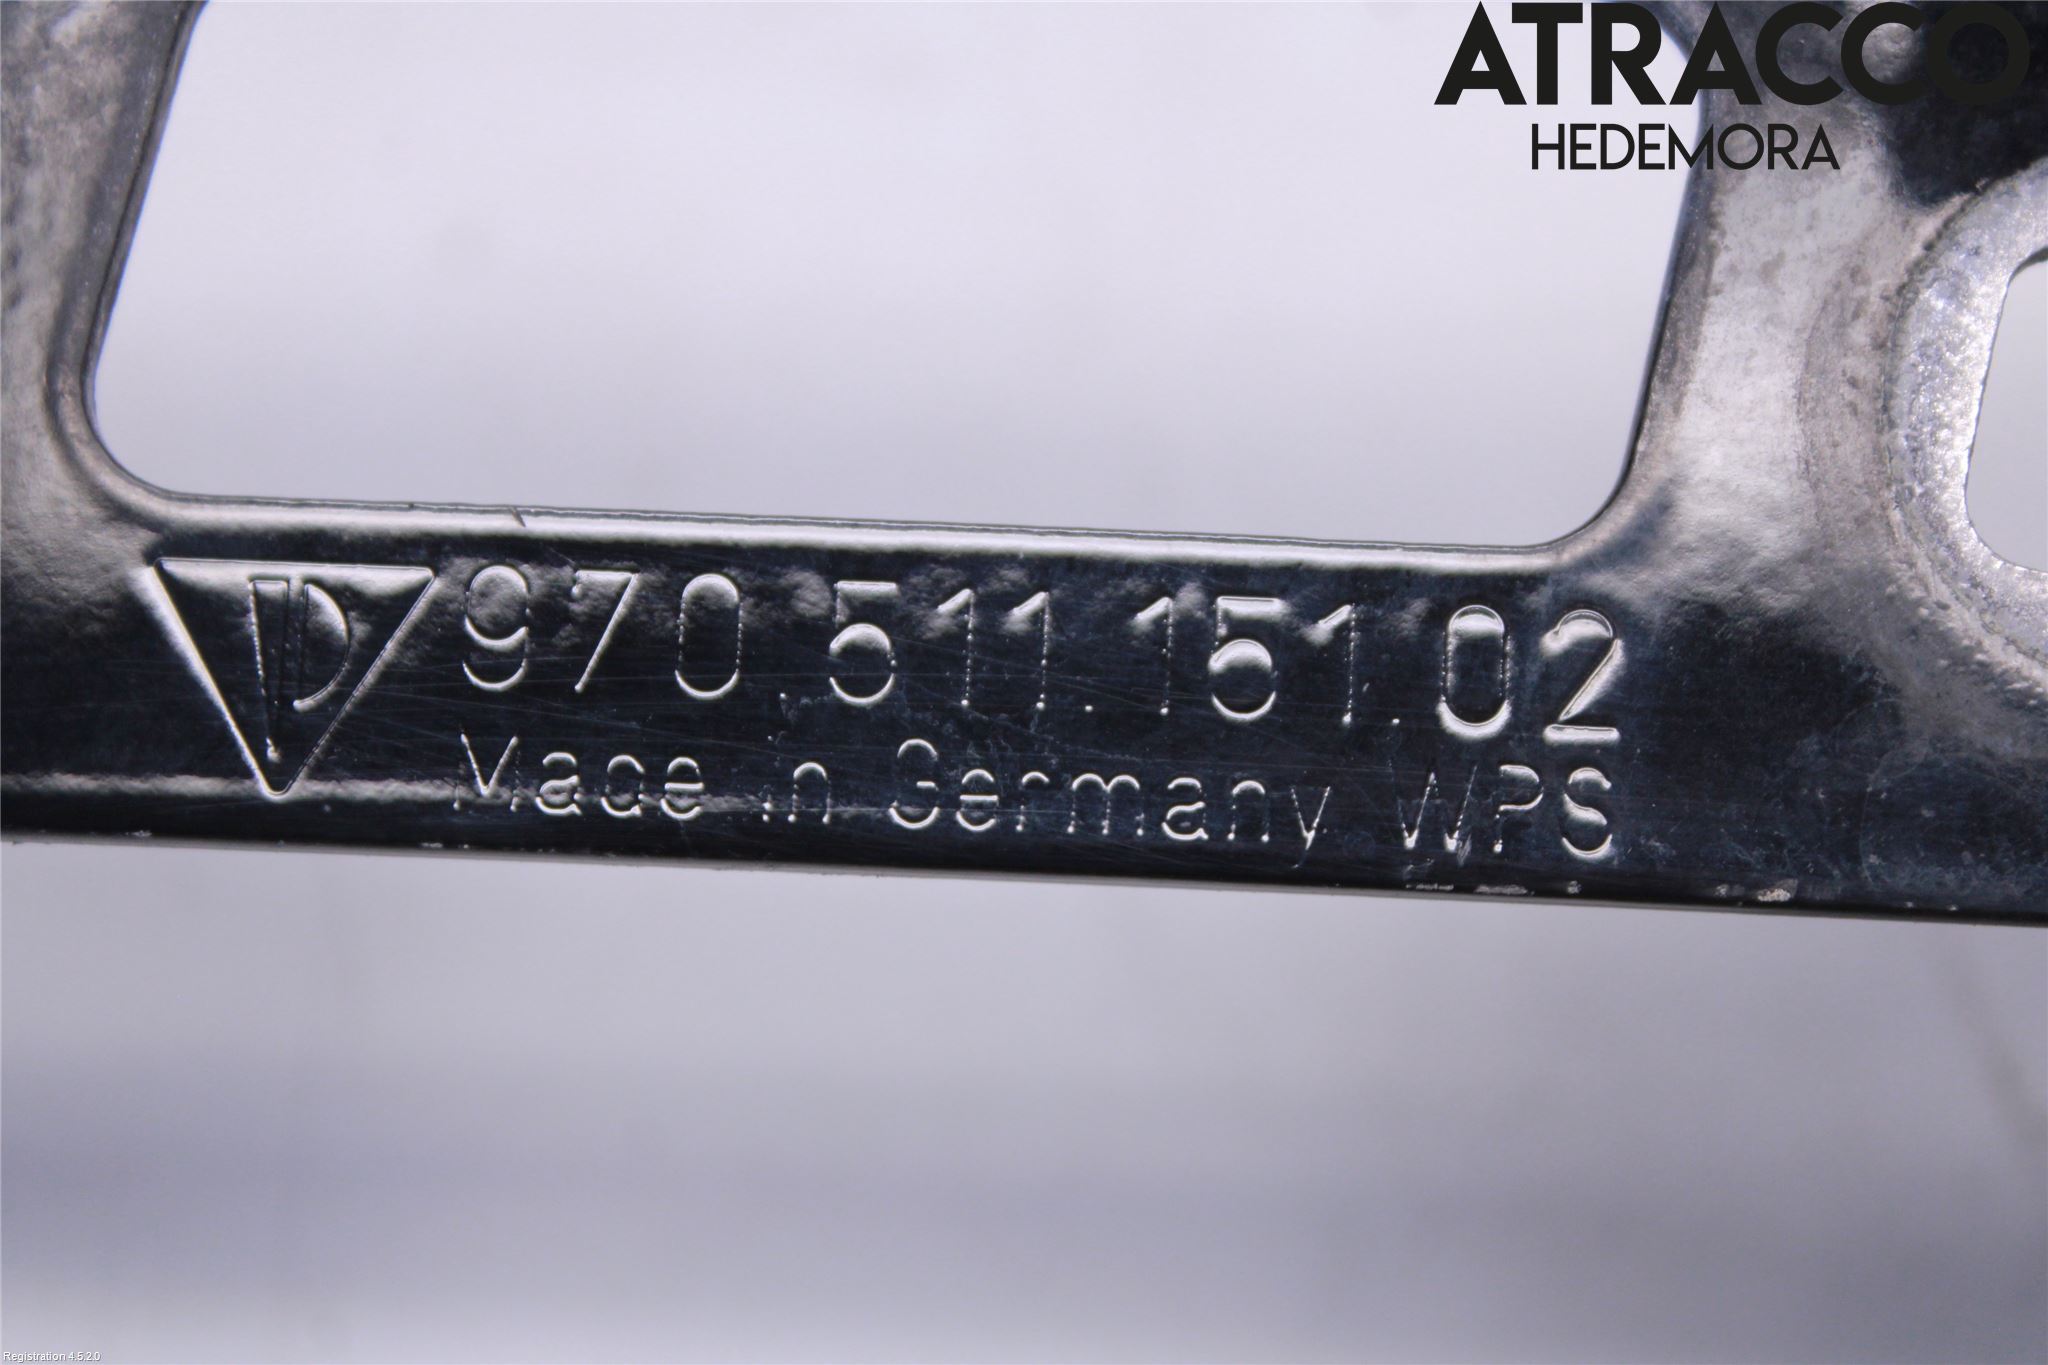 ATRACCO
HEDEMORA
970.511.151.02
Made in Germany WPS
Registration 4.5.2.0